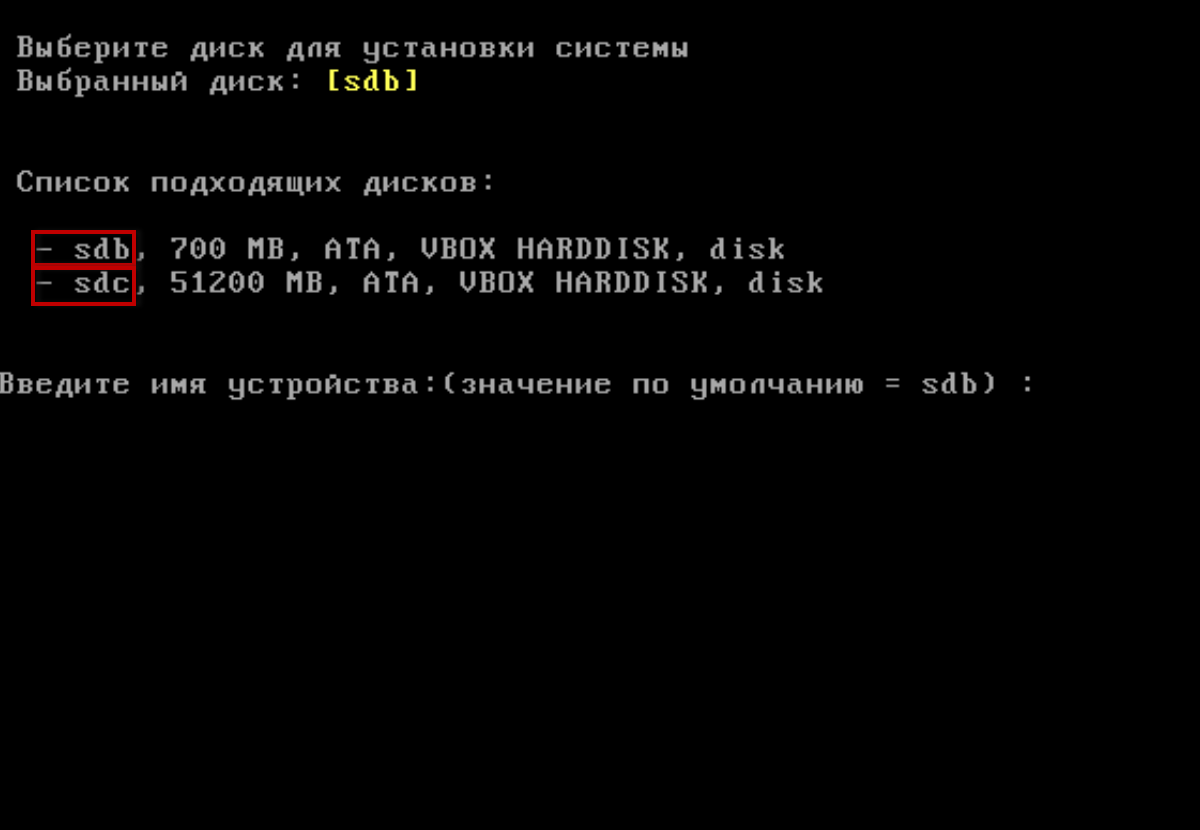 Выберите диск для установки системы
Выбранный диск: [sdb]
Список подходящих дисков:
- sdb, 700 MB, ATA, VBOX HARDDISK, disk
- sdc, 51200 MB, ATA, VBOX HARDDISK, disk
Введите имя устройства:(значение по умолчанию = sdb) :